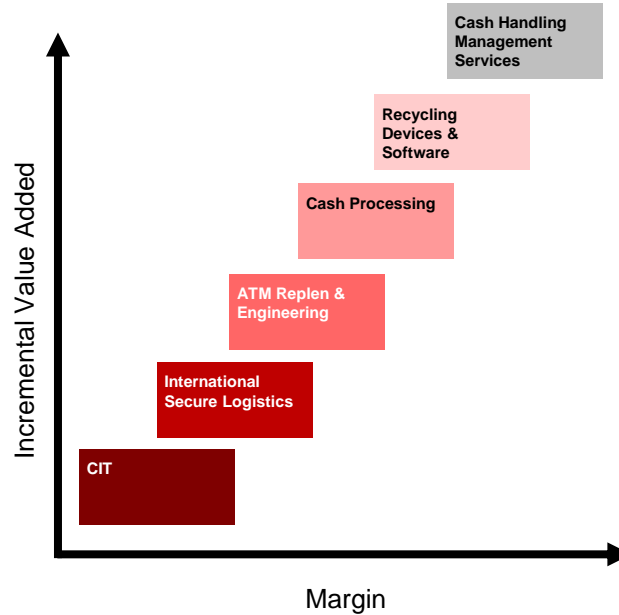 Cash Handling
Management
Services
Recycling
Devices &
Software
Cash Processing
ATM Replen &
Engineering
International
Secure Logistics
CIT
Incremental Value Added
Margin